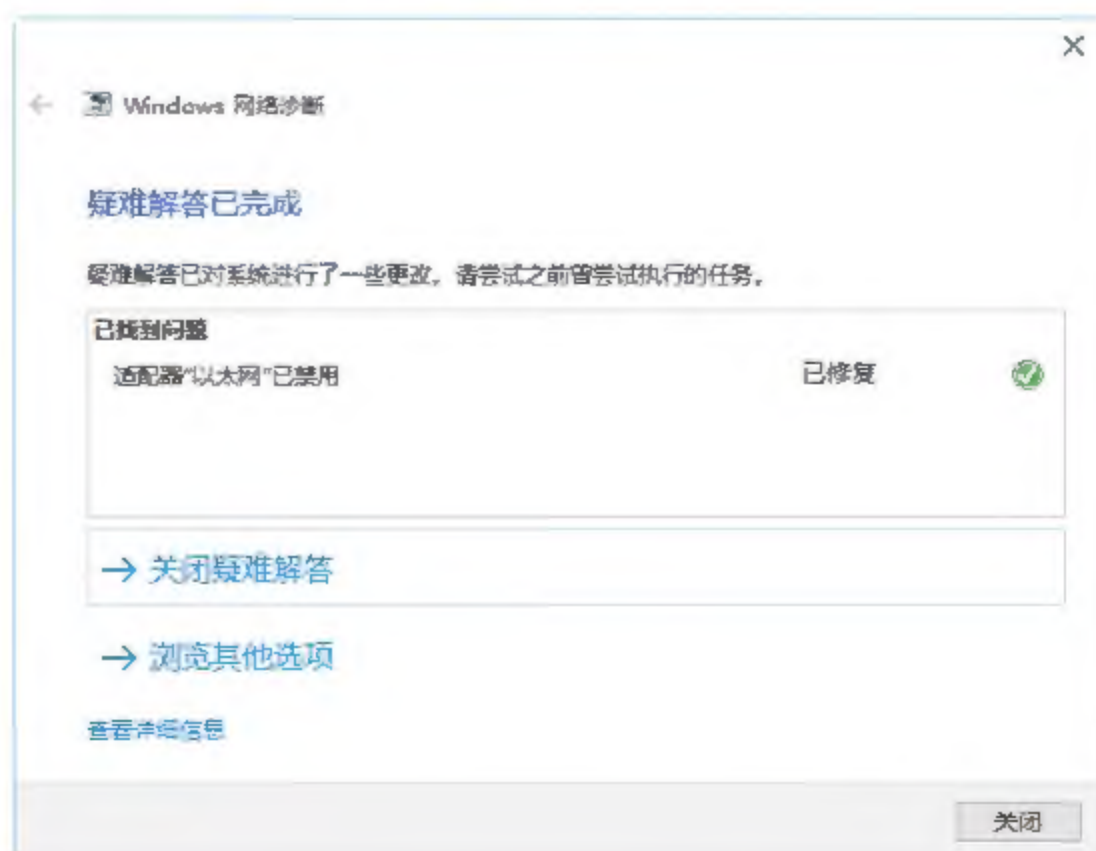 Windows 网络诊断
疑难解答已完成
疑难解答已对系统进行了一些更改。请尝试之前曾尝试执行的任务。
已找到问题
适配器"以太网"已禁用 已修复
→ 关闭疑难解答
→ 浏览其他选项
查看详细信息
关闭